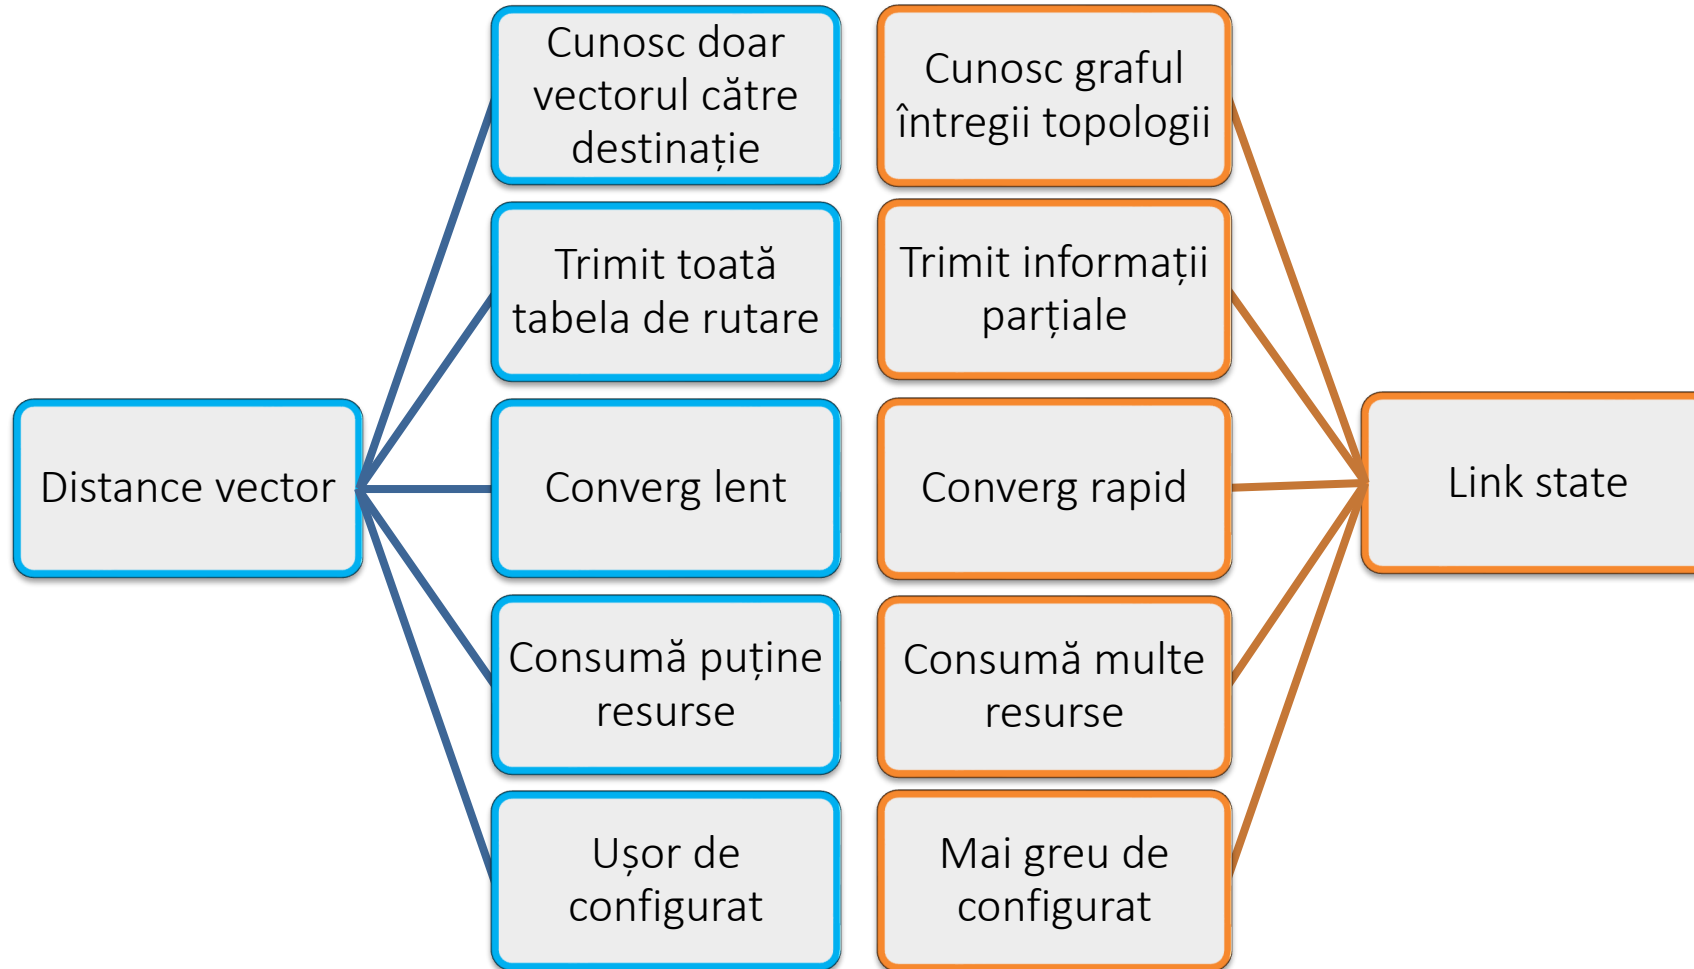 Distance vector
Cunosc doar
vectorul către
destinație
Trimit toată
tabela de rutare
Converg lent
Consumă puține
resurse
Ușor de
configurat
Cunosc graful
întregii topologii
Trimit informații
parțiale
Converg rapid
Consumă multe
resurse
Mai greu de
configurat
Link state